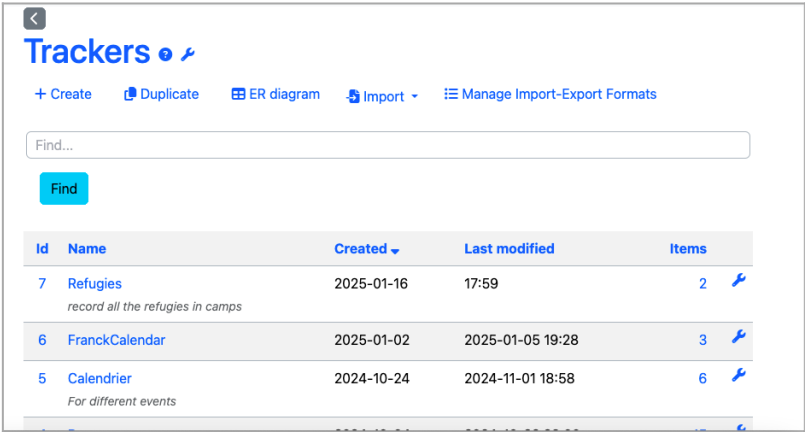 Trackers
Create Duplicate ER diagram Import Manage Import-Export Formats
Find...
Find
Id Name Created Last modified Items
7 Refugies 2025-01-16 17:59 2
record all the refugies in camps
6 FranckCalendar 2025-01-02 2025-01-05 19:28 3
5 Calendrier 2024-10-24 2024-11-01 18:58 6
For different events